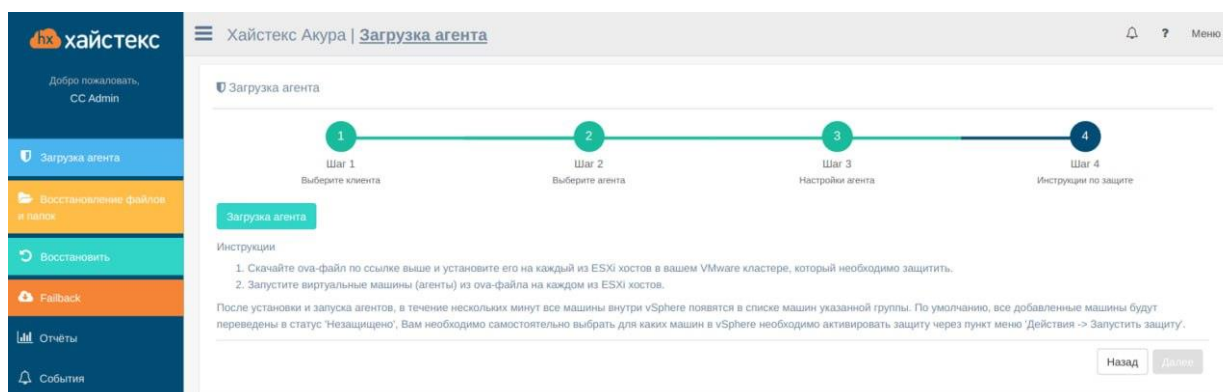 hx хайстекс
Хайстекс Акура | Загрузка агента
? Меню
Добро пожаловать,
CC Admin
Загрузка агента
Восстановление файлов
и папок
Восстановить
Failback
Отчёты
События
Загрузка агента
1 2 3 4
Шаг 1 Шаг 2 Шаг 3 Шаг 4
Выберите клиента Выберите агента Настройки агента Инструкции по защите
Загрузка агента
Инструкции
1. Скачайте ova-файл по ссылке выше и установите его на каждый из ESXi хостов в вашем VMware кластере, который необходимо защитить.
2. Запустите виртуальные машины (агенты) из ova-файла на каждом из ESXi хостов.
После установки и запуска агентов, в течение нескольких минут все машины внутри vSphere появятся в списке машин указанной группы. По умолчанию, все добавленные машины будут
переведены в статус 'Незащищено', Вам необходимо самостоятельно выбрать для каких машин в vSphere необходимо активировать защиту через пункт меню 'Действия -> Запустить защиту'.
Назад Далее